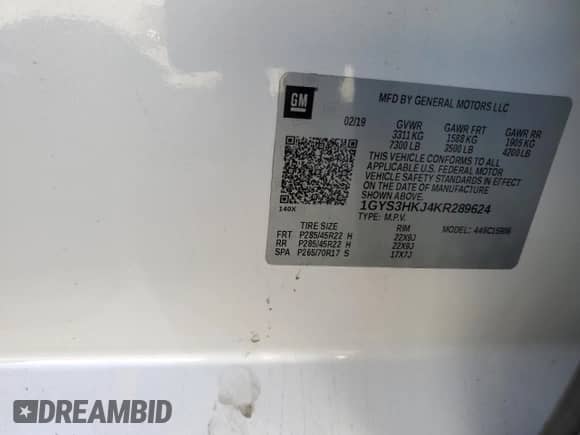 GM
MFD BY GENERAL MOTORS LLC
02/19 GVWR GAWR FRT GAWR RR
3311 KG 1588 KG 1905 KG
7300 LB 3500 LB 4200 LB
THIS VEHICLE CONFORMS TO ALL
APPLICABLE U.S. FEDERAL MOTOR
VEHICLE SAFETY STANDARDS IN EFFECT
ON THE DATE OF MANUFACTURE
SHOWN ABOVE.
1GYS3HKJ4KR289624
140X
TYPE: M.P.V. MODEL:
TIRE SIZE RIM
FRT P285/45R22 H 22X9J
RR P285/45R22 H 22X9J
SPA P265/70R17 S 17X7J
DREAMBID